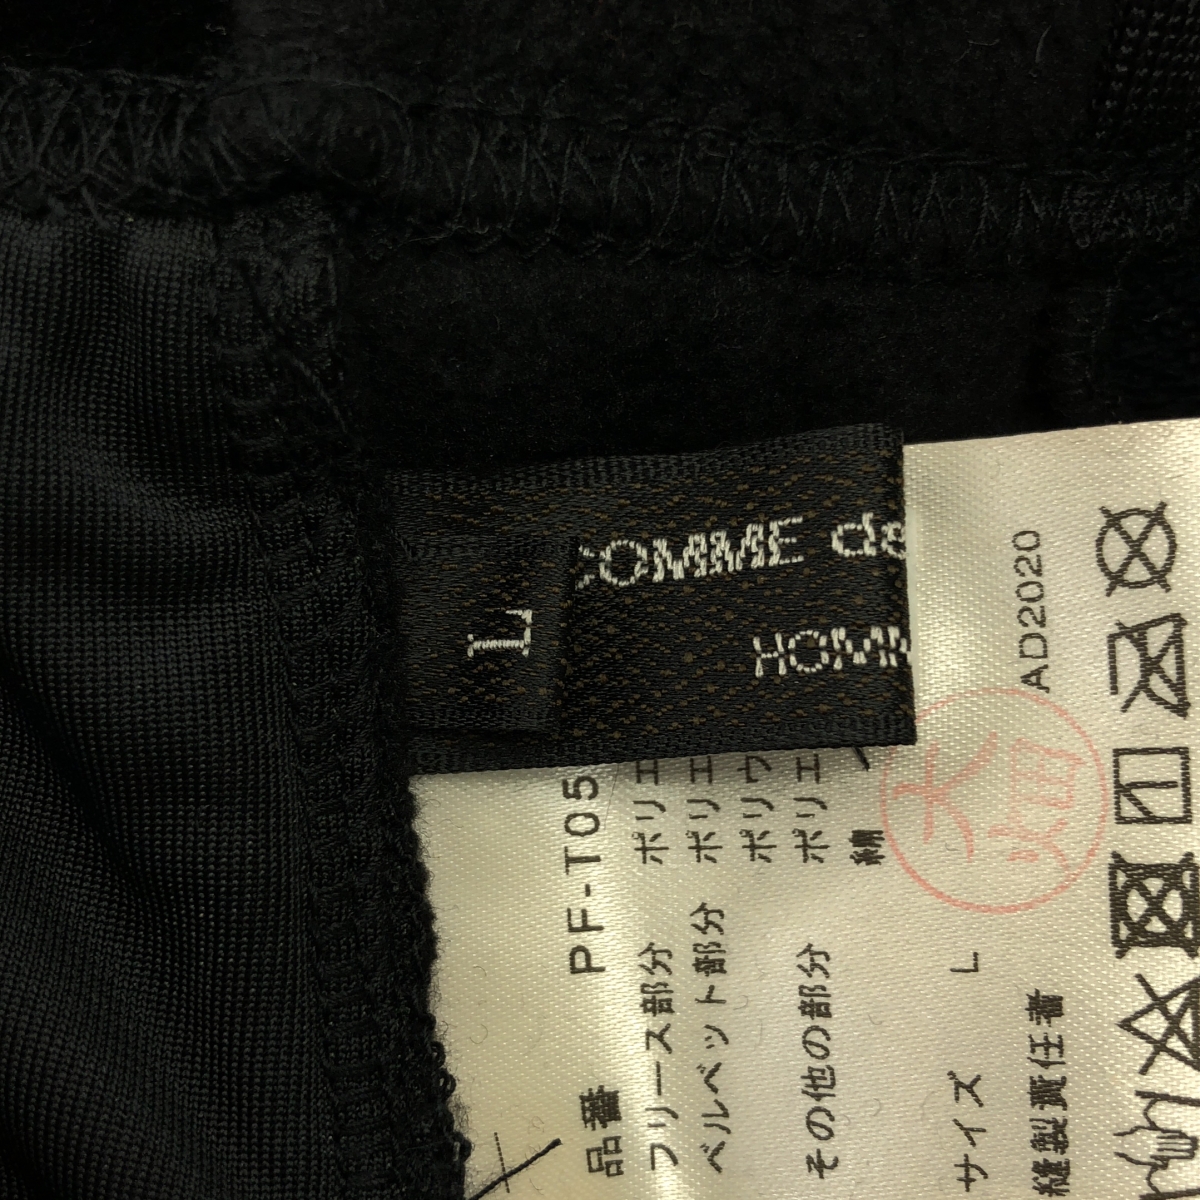 COMME de
HOMM
L
AD2020
品番 PF-T05
フリース部分 ポリエ
ベルベット部分 ポリエ
ポリウ
その他の部分 ポリエ
綿
サイズ L
縫製責任者 大畑